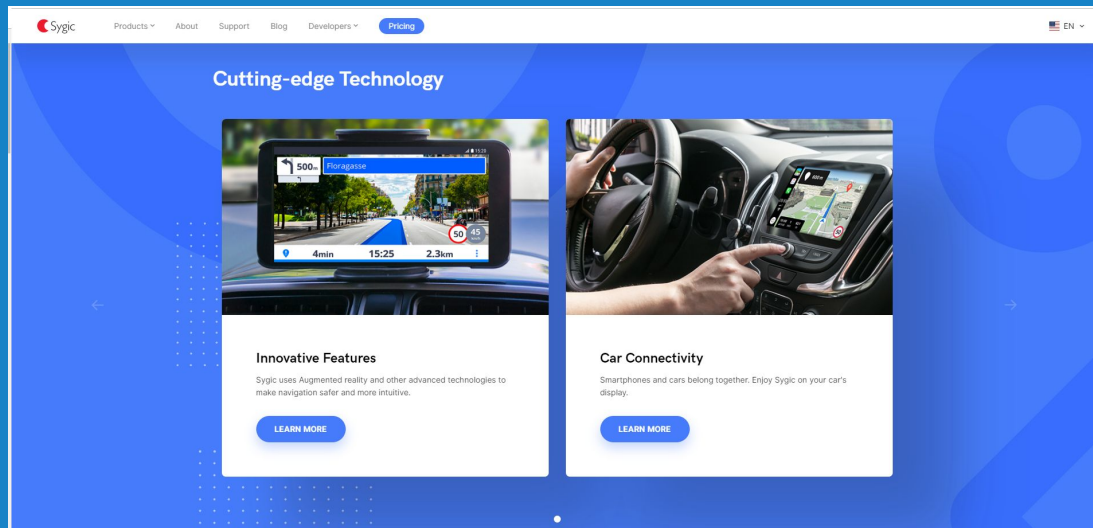 Sygic
Products
About
Support
Blog
Developers
Pricing
EN
Cutting-edge Technology
500m
Floragasse
15:20
50
45
4min
15:25
2.3km
Innovative Features
Sygic uses Augmented reality and other advanced technologies to
make navigation safer and more intuitive.
LEARN MORE
Car Connectivity
Smartphones and cars belong together. Enjoy Sygic on your car's
display.
LEARN MORE